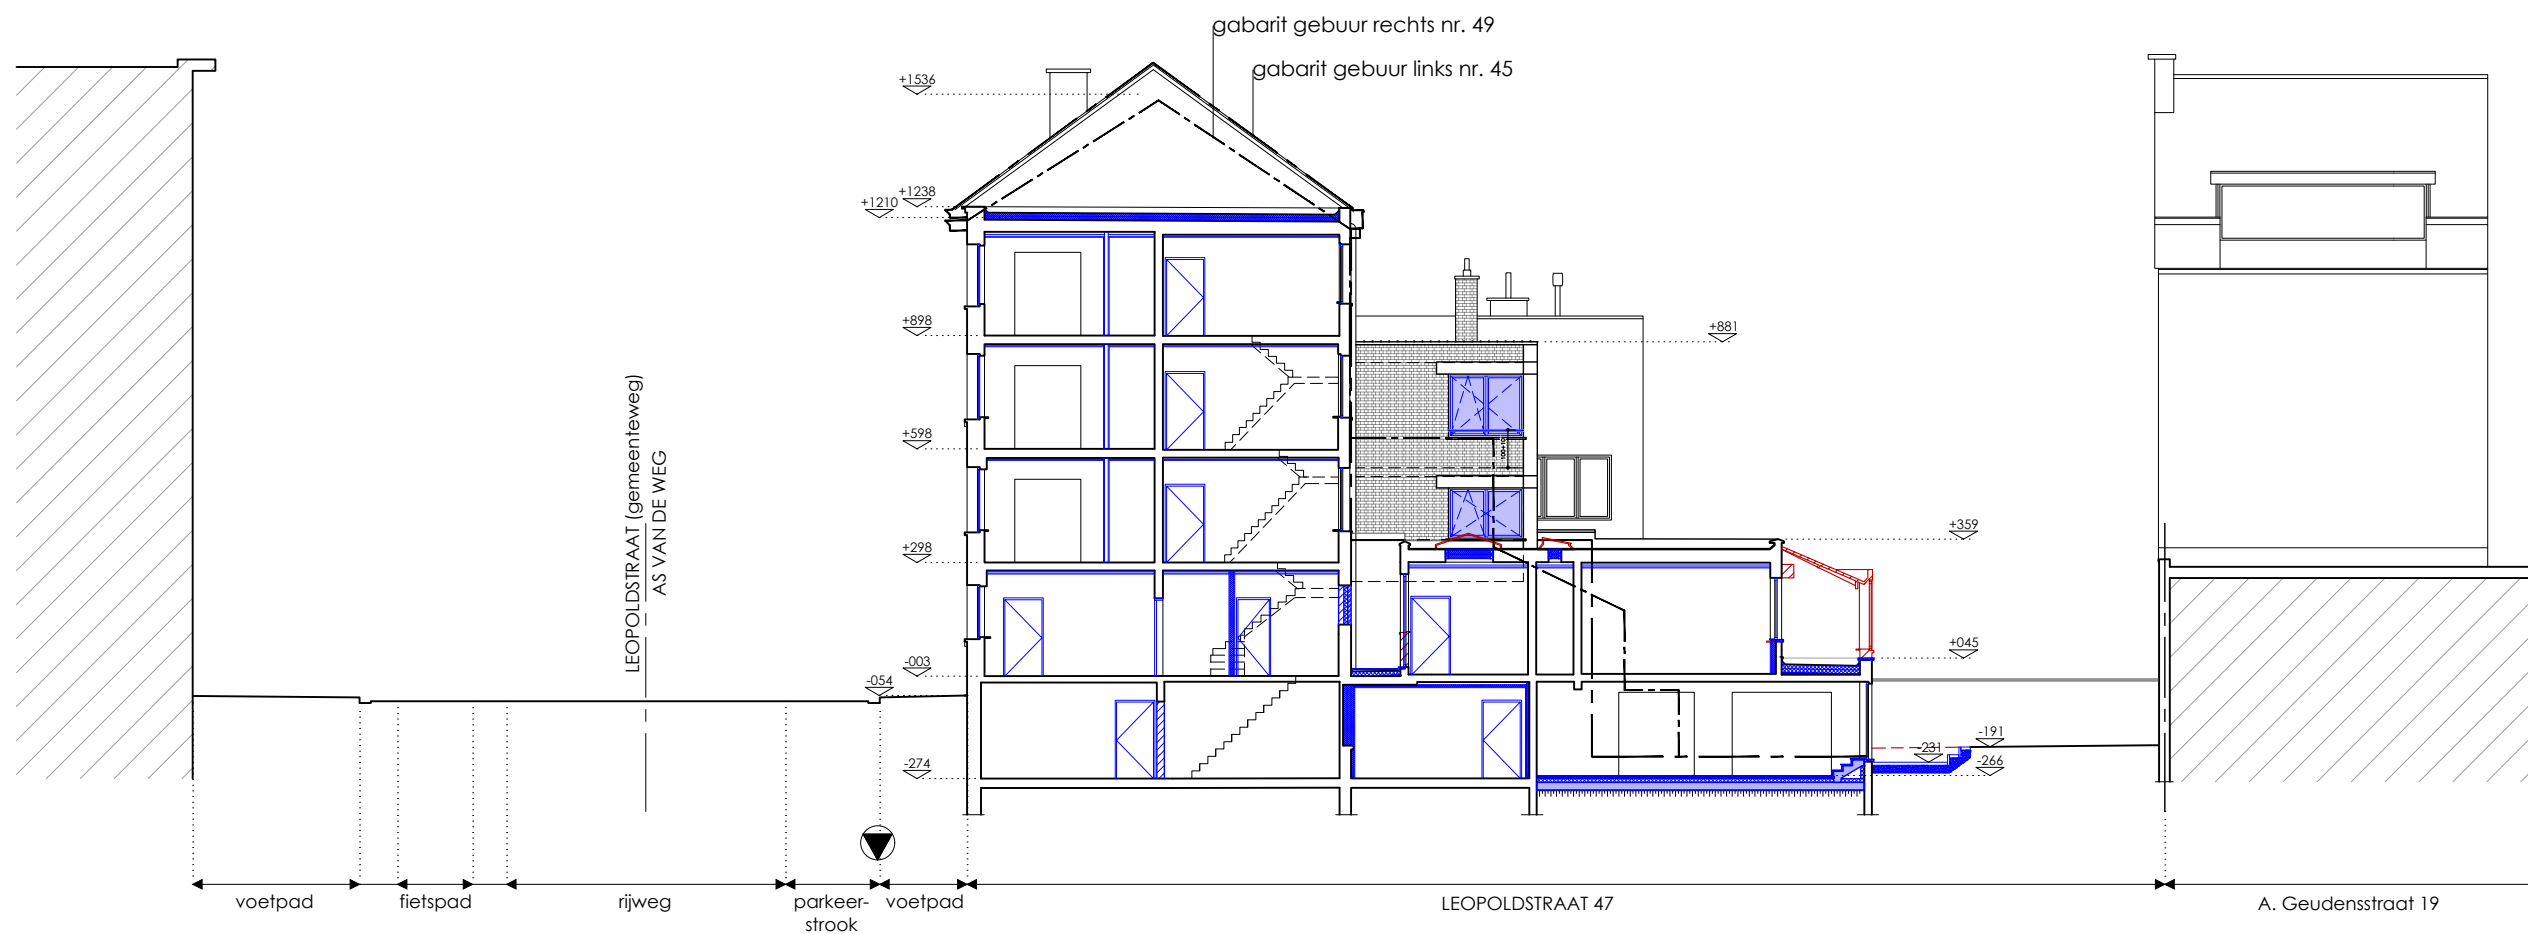 gabarit gebuur rechts nr. 49
gabarit gebuur links nr. 45
+1536
+1238
+1210
+898
+881
+598
+359
+298
+045
-003
-054
-191
-231
-266
-274
LEOPOLDSTRAAT (gemeenteweg)
AS VAN DE WEG
voetpad
fietspad
rijweg
parkeer-
strook
voetpad
LEOPOLDSTRAAT 47
A. Geudensstraat 19